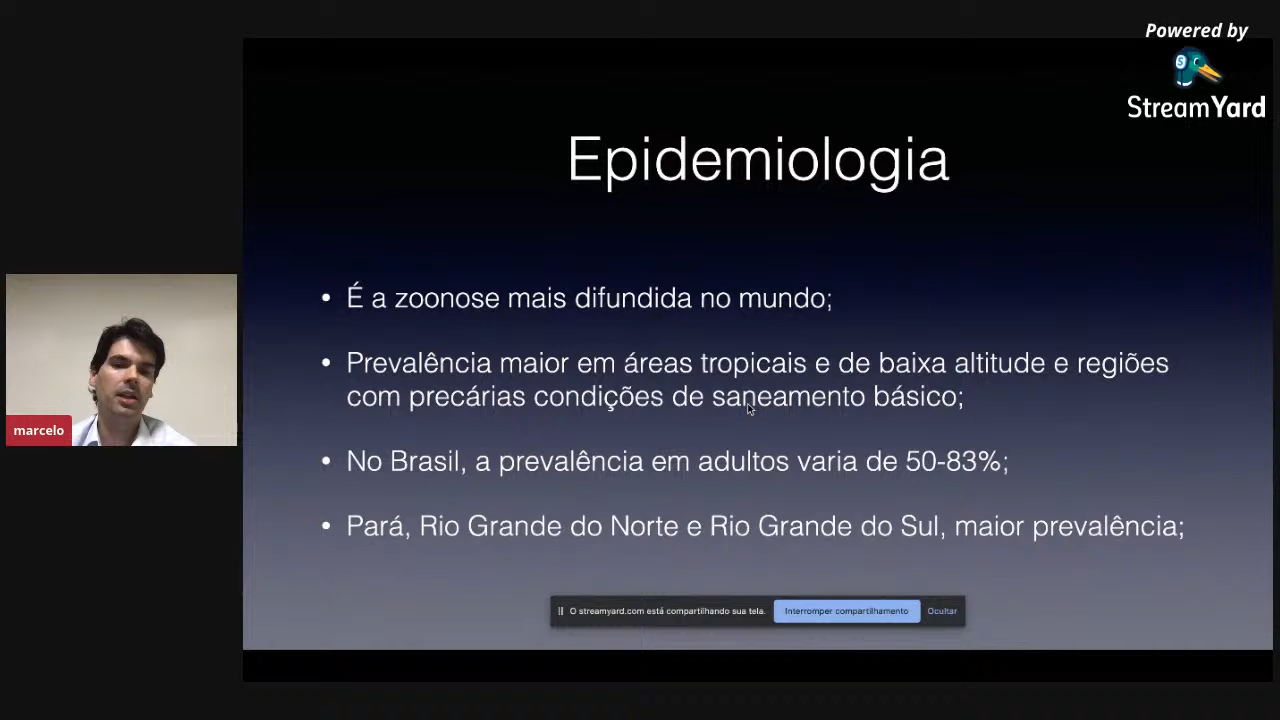 Powered by
StreamYard
Epidemiologia
• É a zoonose mais difundida no mundo;
• Prevalência maior em áreas tropicais e de baixa altitude e regiões
com precárias condições de saneamento básico;
• No Brasil, a prevalência em adultos varia de 50-83%;
• Pará, Rio Grande do Norte e Rio Grande do Sul, maior prevalência;
marcelo
O streamyard.com está compartilhando sua tela. Interromper compartilhamento Ocultar